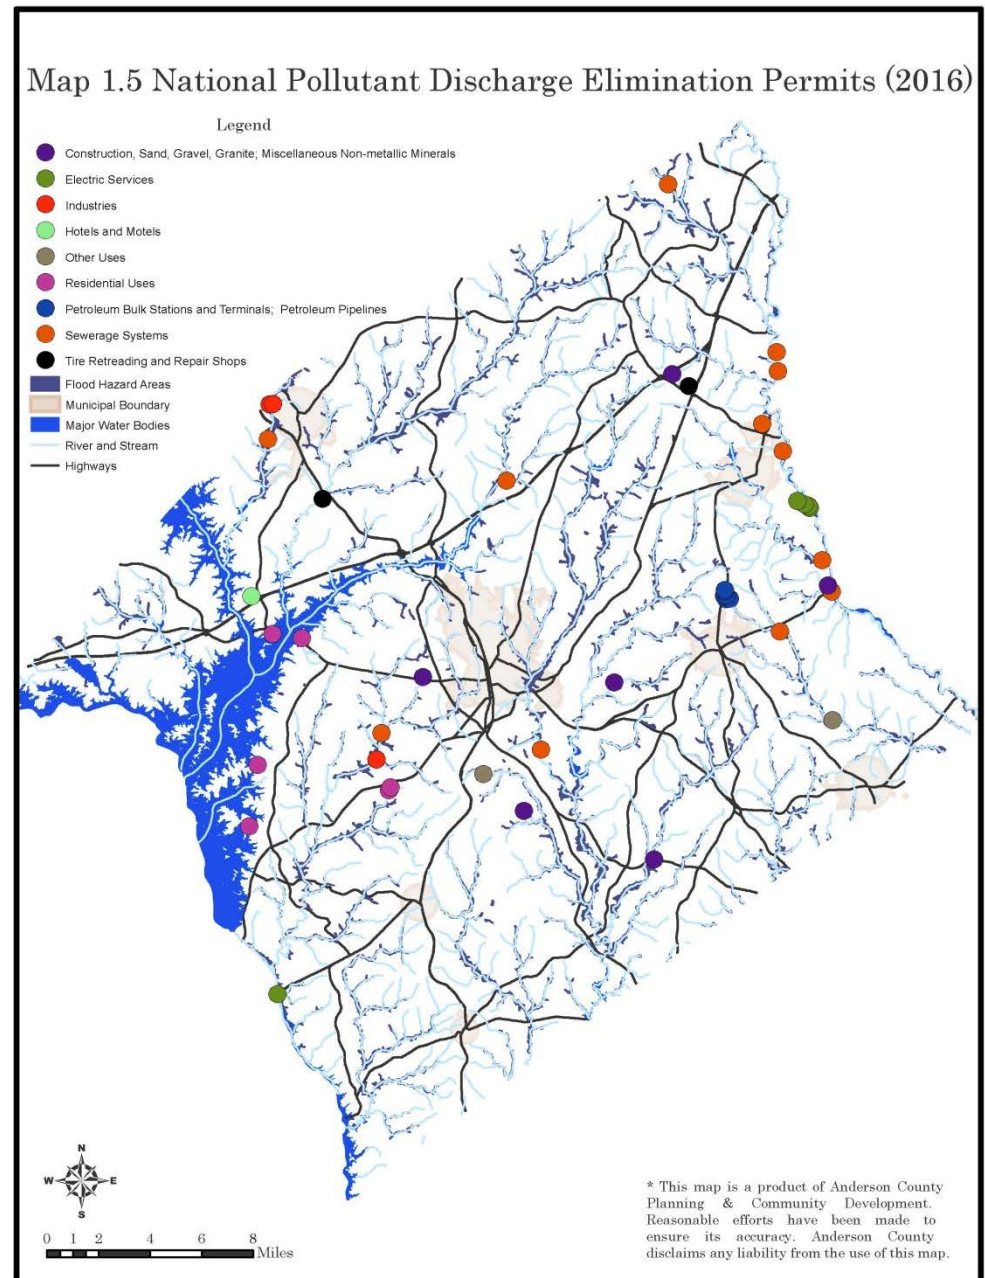 Map 1.5 National Pollutant Discharge Elimination Permits (2016)
Legend
Construction, Sand, Gravel, Granite; Miscellaneous Non-metallic Minerals
Electric Services
Industries
Hotels and Motels
Other Uses
Residential Uses
Petroleum Bulk Stations and Terminals; Petroleum Pipelines
Sewerage Systems
Tire Retreading and Repair Shops
Flood Hazard Areas
Municipal Boundary
Major Water Bodies
River and Stream
Highways
N
W E
S
0 1 2 4 6 8
Miles
* This map is a product of Anderson County
Planning & Community Development.
Reasonable efforts have been made to
ensure its accuracy. Anderson County
disclaims any liability from the use of this map.